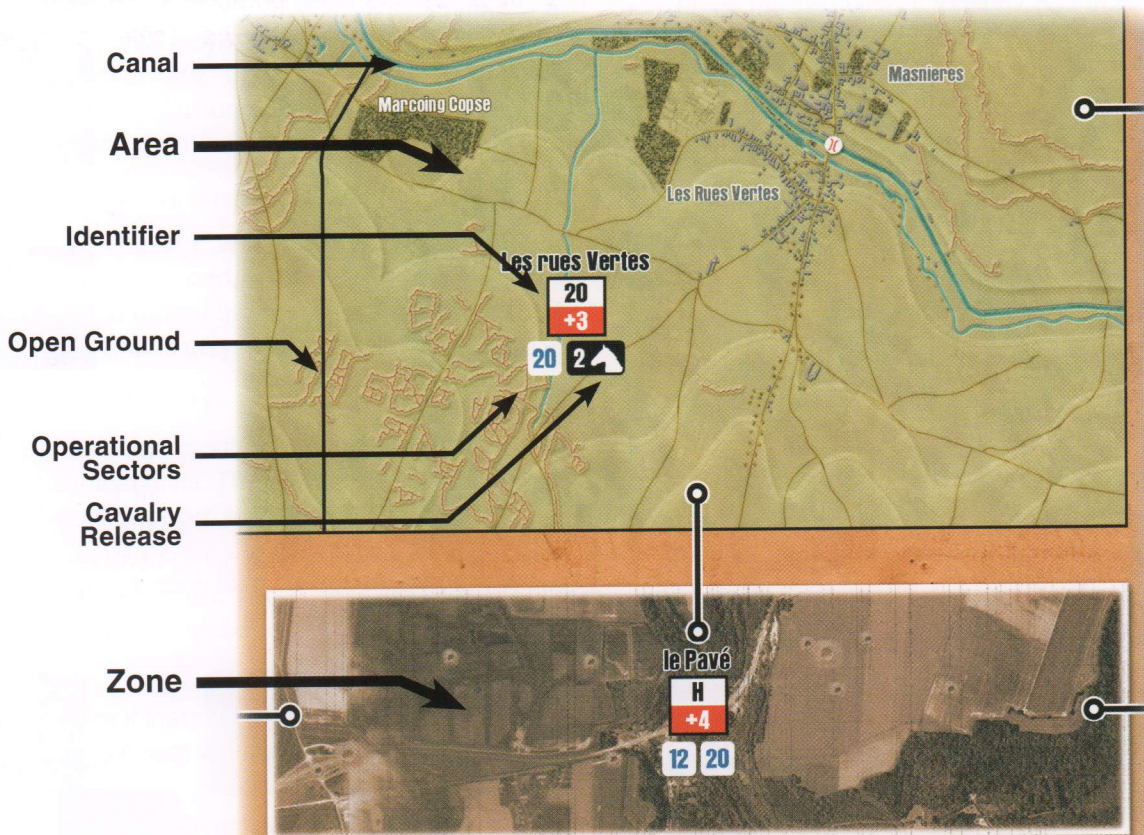 Canal
Masnieres
Marcoing Copse
Area
Les Rues Vertes
Identifier
Les rues Vertes
20
+3
Open Ground
20 2
Operational
Sectors
Cavalry
Release
le Pavé
Zone
H
+4
12 20